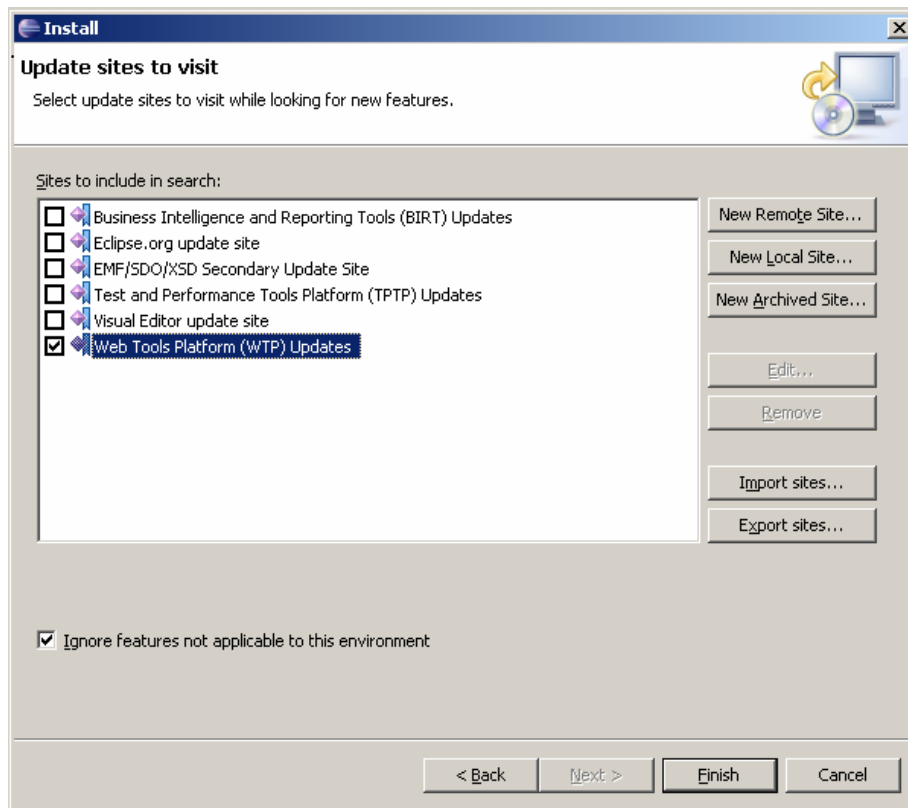 Install
Update sites to visit
Select update sites to visit while looking for new features.
Sites to include in search:
Business Intelligence and Reporting Tools (BIRT) Updates
Eclipse.org update site
EMF/SDO/XSD Secondary Update Site
Test and Performance Tools Platform (TPTP) Updates
Visual Editor update site
Web Tools Platform (WTP) Updates
New Remote Site...
New Local Site...
New Archived Site...
Edit...
Remove
Import sites...
Export sites...
Ignore features not applicable to this environment
< Back
Next >
Finish
Cancel